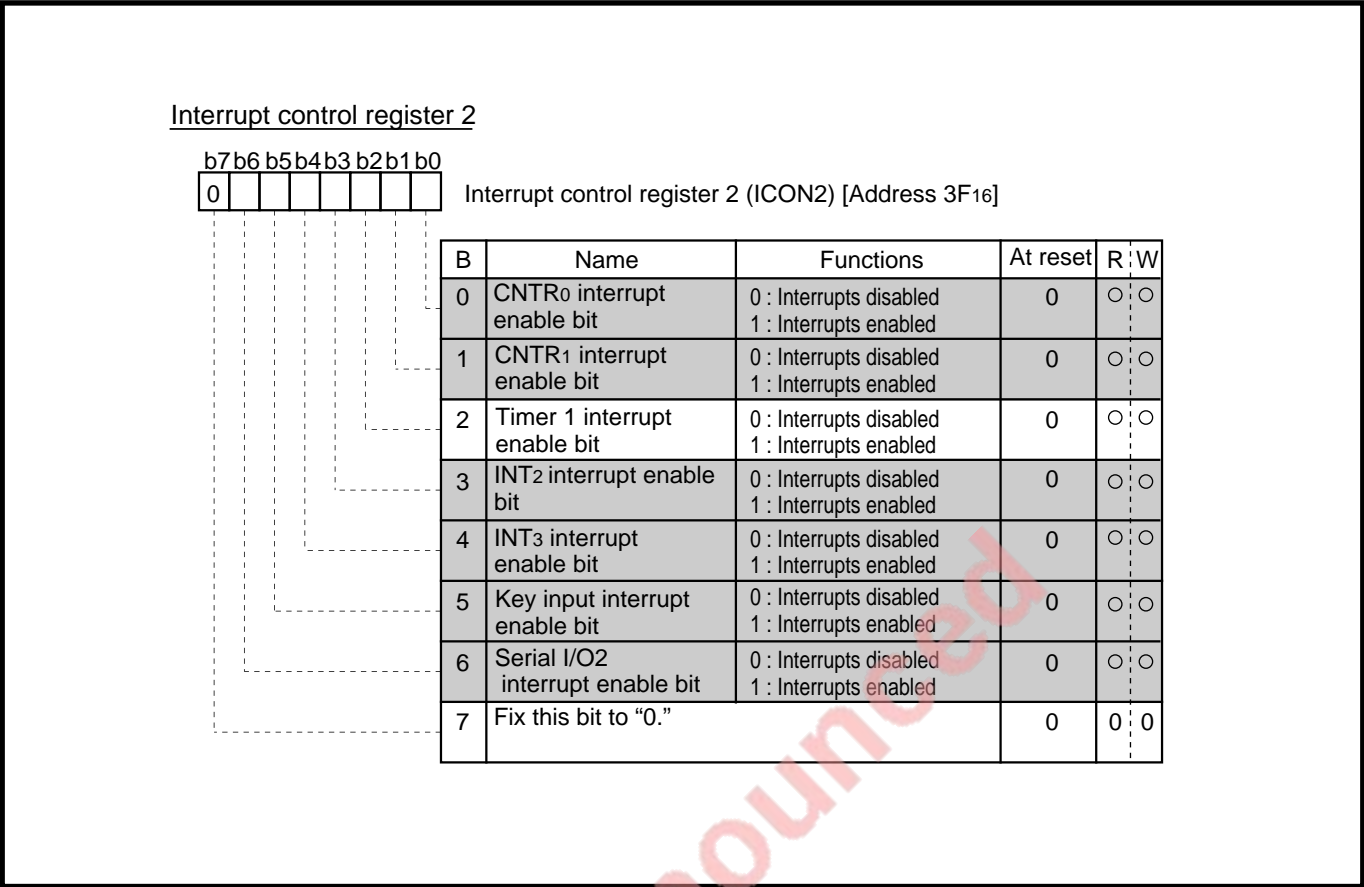 Interrupt control register 2
b7 b6 b5 b4 b3 b2 b1 b0
0
Interrupt control register 2 (ICON2) [Address 3F16]
B Name Functions At reset R W
0 CNTR0 interrupt enable bit 0 : Interrupts disabled 0 ○ ○
1 : Interrupts enabled
1 CNTR1 interrupt enable bit 0 : Interrupts disabled 0 ○ ○
1 : Interrupts enabled
2 Timer 1 interrupt enable bit 0 : Interrupts disabled 0 ○ ○
1 : Interrupts enabled
3 INT2 interrupt enable bit 0 : Interrupts disabled 0 ○ ○
1 : Interrupts enabled
4 INT3 interrupt enable bit 0 : Interrupts disabled 0 ○ ○
1 : Interrupts enabled
5 Key input interrupt enable bit 0 : Interrupts disabled 0 ○ ○
1 : Interrupts enabled
6 Serial I/O2 interrupt enable bit 0 : Interrupts disabled 0 ○ ○
1 : Interrupts enabled
7 Fix this bit to “0.” 0 0 0
ounced